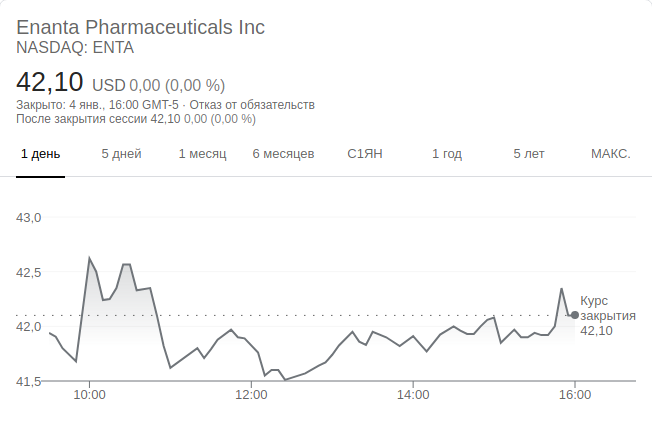 Enanta Pharmaceuticals Inc
NASDAQ: ENTA
42,10 USD 0,00 (0,00 %)
Закрыто: 4 янв., 16:00 GMT-5 · Отказ от обязательств
После закрытия сессии 42,10 0,00 (0,00 %)
1 день 5 дней 1 месяц 6 месяцев С1ЯН 1 год 5 лет МАКС.
43,0
42,5
42,0
41,5
Курс
закрытия
42,10
10:00 12:00 14:00 16:00